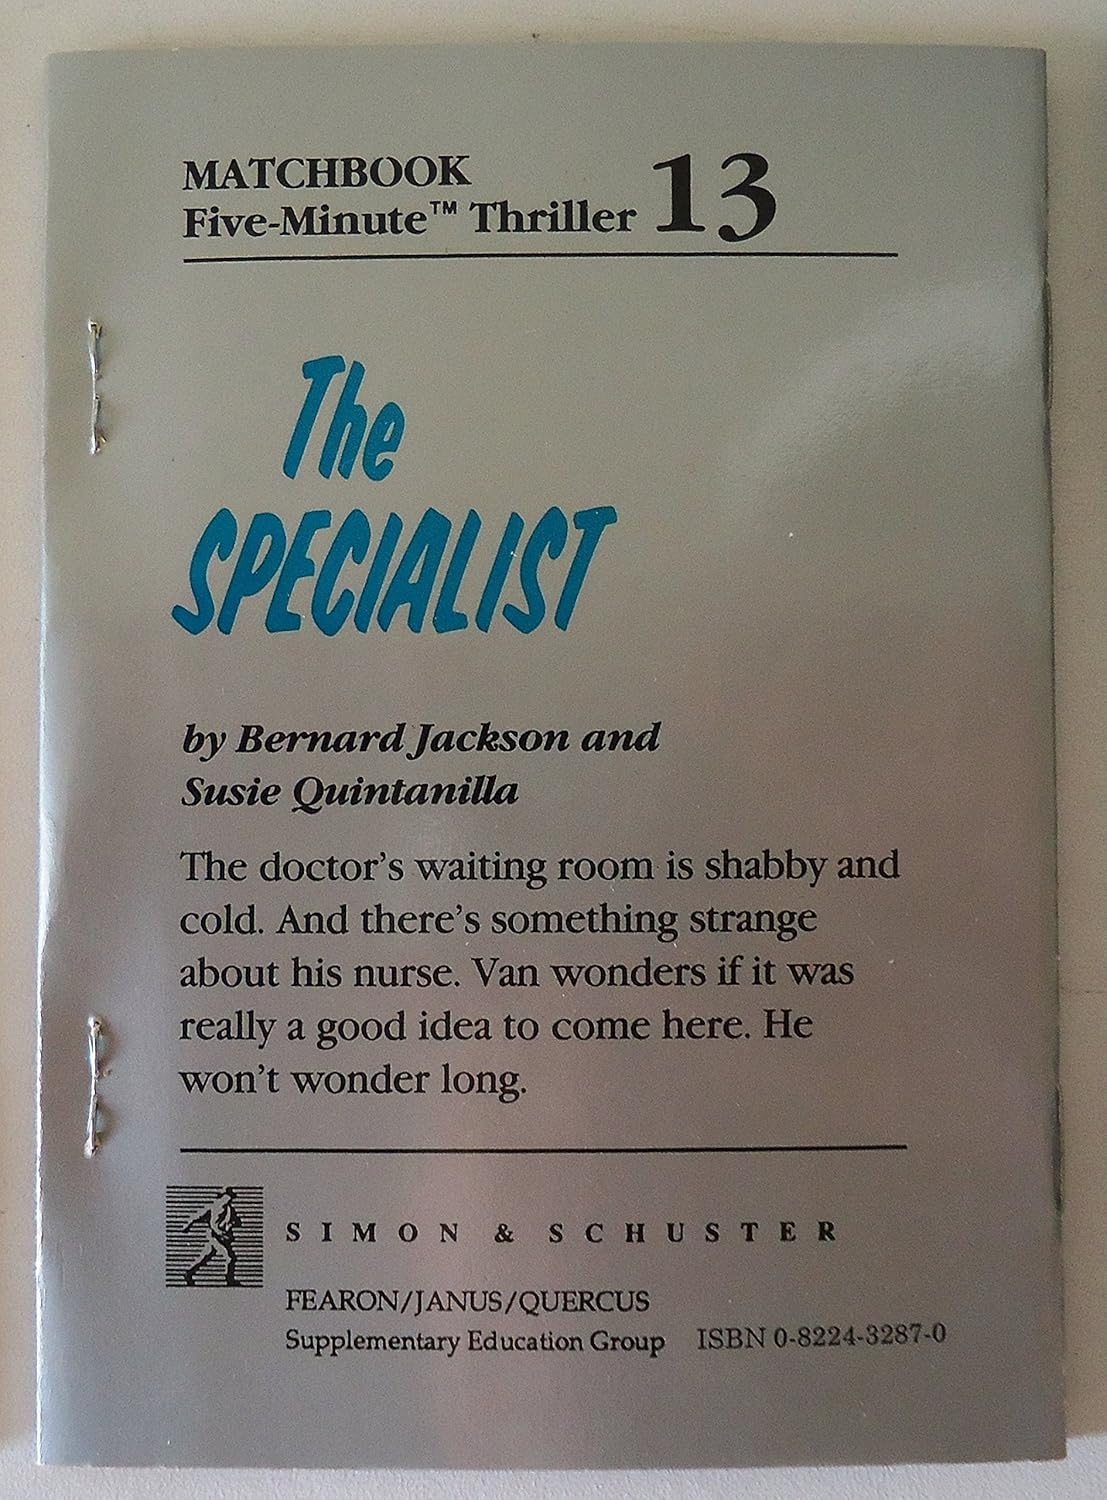 MATCHBOOK
Five-Minute™ Thriller 13
The
SPECIALIST
by Bernard Jackson and
Susie Quintanilla
The doctor's waiting room is shabby and
cold. And there's something strange
about his nurse. Van wonders if it was
really a good idea to come here. He
won't wonder long.
SIMON & SCHUSTER
FEARON/JANUS/QUERCUS
Supplementary Education Group ISBN 0-8224-3287-0